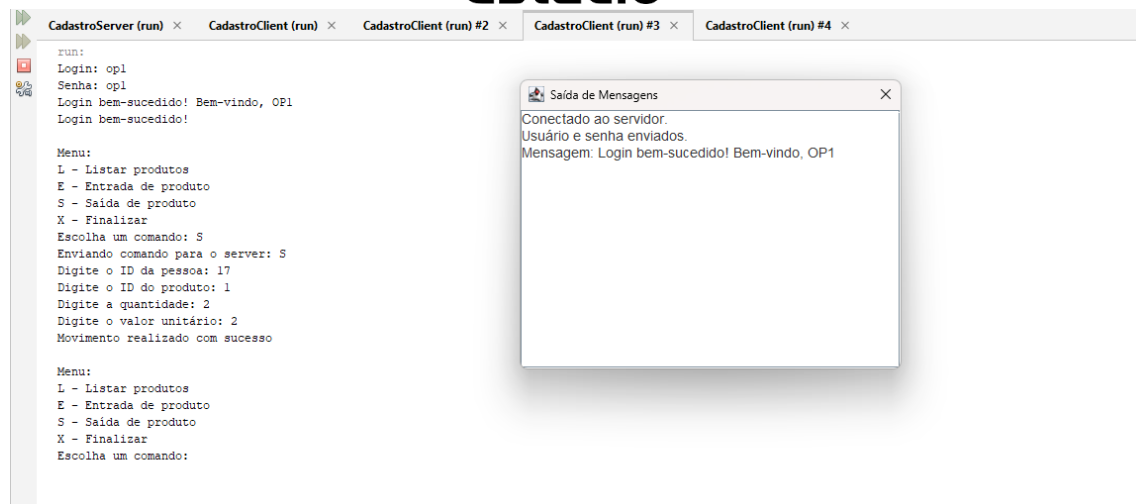 CadastroServer (run)
CadastroClient (run)
CadastroClient (run) #2
CadastroClient (run) #3
CadastroClient (run) #4
run:
Login: op1
Senha: op1
Login bem-sucedido! Bem-vindo, OP1
Login bem-sucedido!
Menu:
L - Listar produtos
E - Entrada de produto
S - Saída de produto
X - Finalizar
Escolha um comando: S
Enviando comando para o server: S
Digite o ID da pessoa: 17
Digite o ID do produto: 1
Digite a quantidade: 2
Digite o valor unitário: 2
Movimento realizado com sucesso
Menu:
L - Listar produtos
E - Entrada de produto
S - Saída de produto
X - Finalizar
Escolha um comando:
Saída de Mensagens
Conectado ao servidor.
Usuário e senha enviados.
Mensagem: Login bem-sucedido! Bem-vindo, OP1